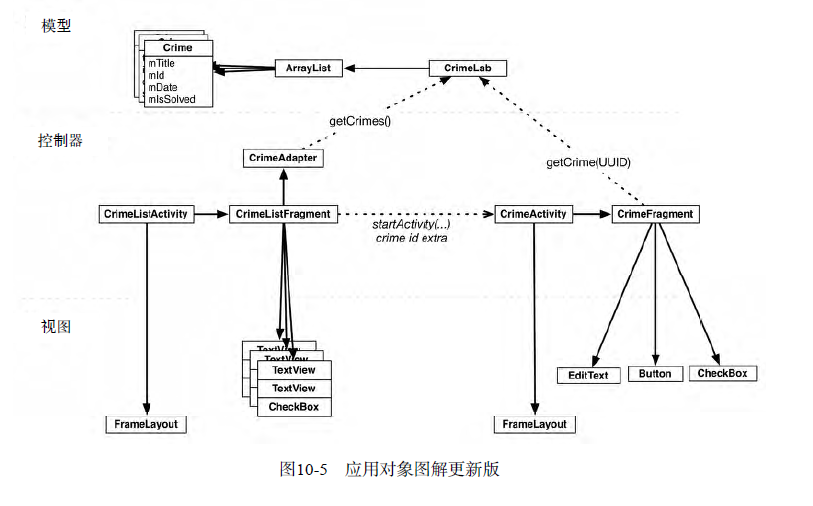 模型
Crime
mTitle
mId
mDate
mIsSolved
ArrayList
CrimeLab
getCrimes()
控制器
CrimeAdapter
getCrime(UUID)
CrimeListActivity
CrimeListFragment
startActivity(...)
crime id extra
CrimeActivity
CrimeFragment
视图
TextView
TextView
TextView
TextView
CheckBox
EditText
Button
CheckBox
FrameLayout
FrameLayout
图10-5 应用对象图解更新版